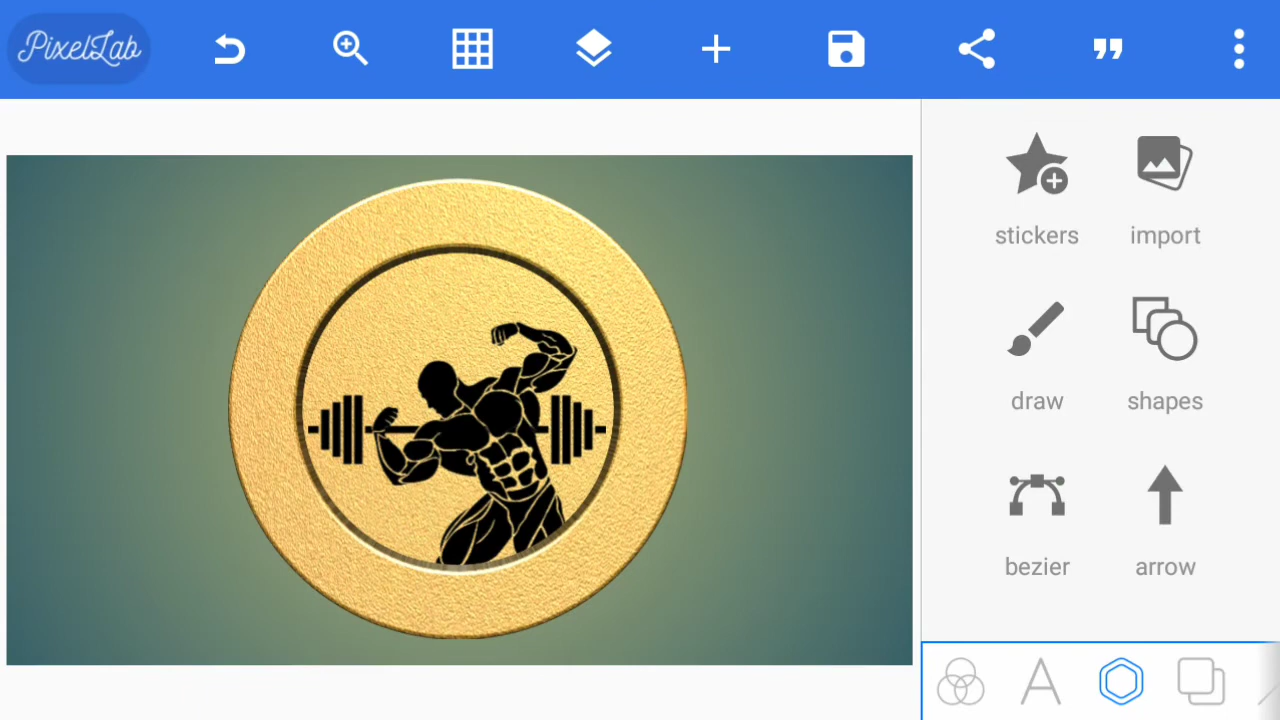 PixelLab
stickers
import
draw
shapes
bezier
arrow